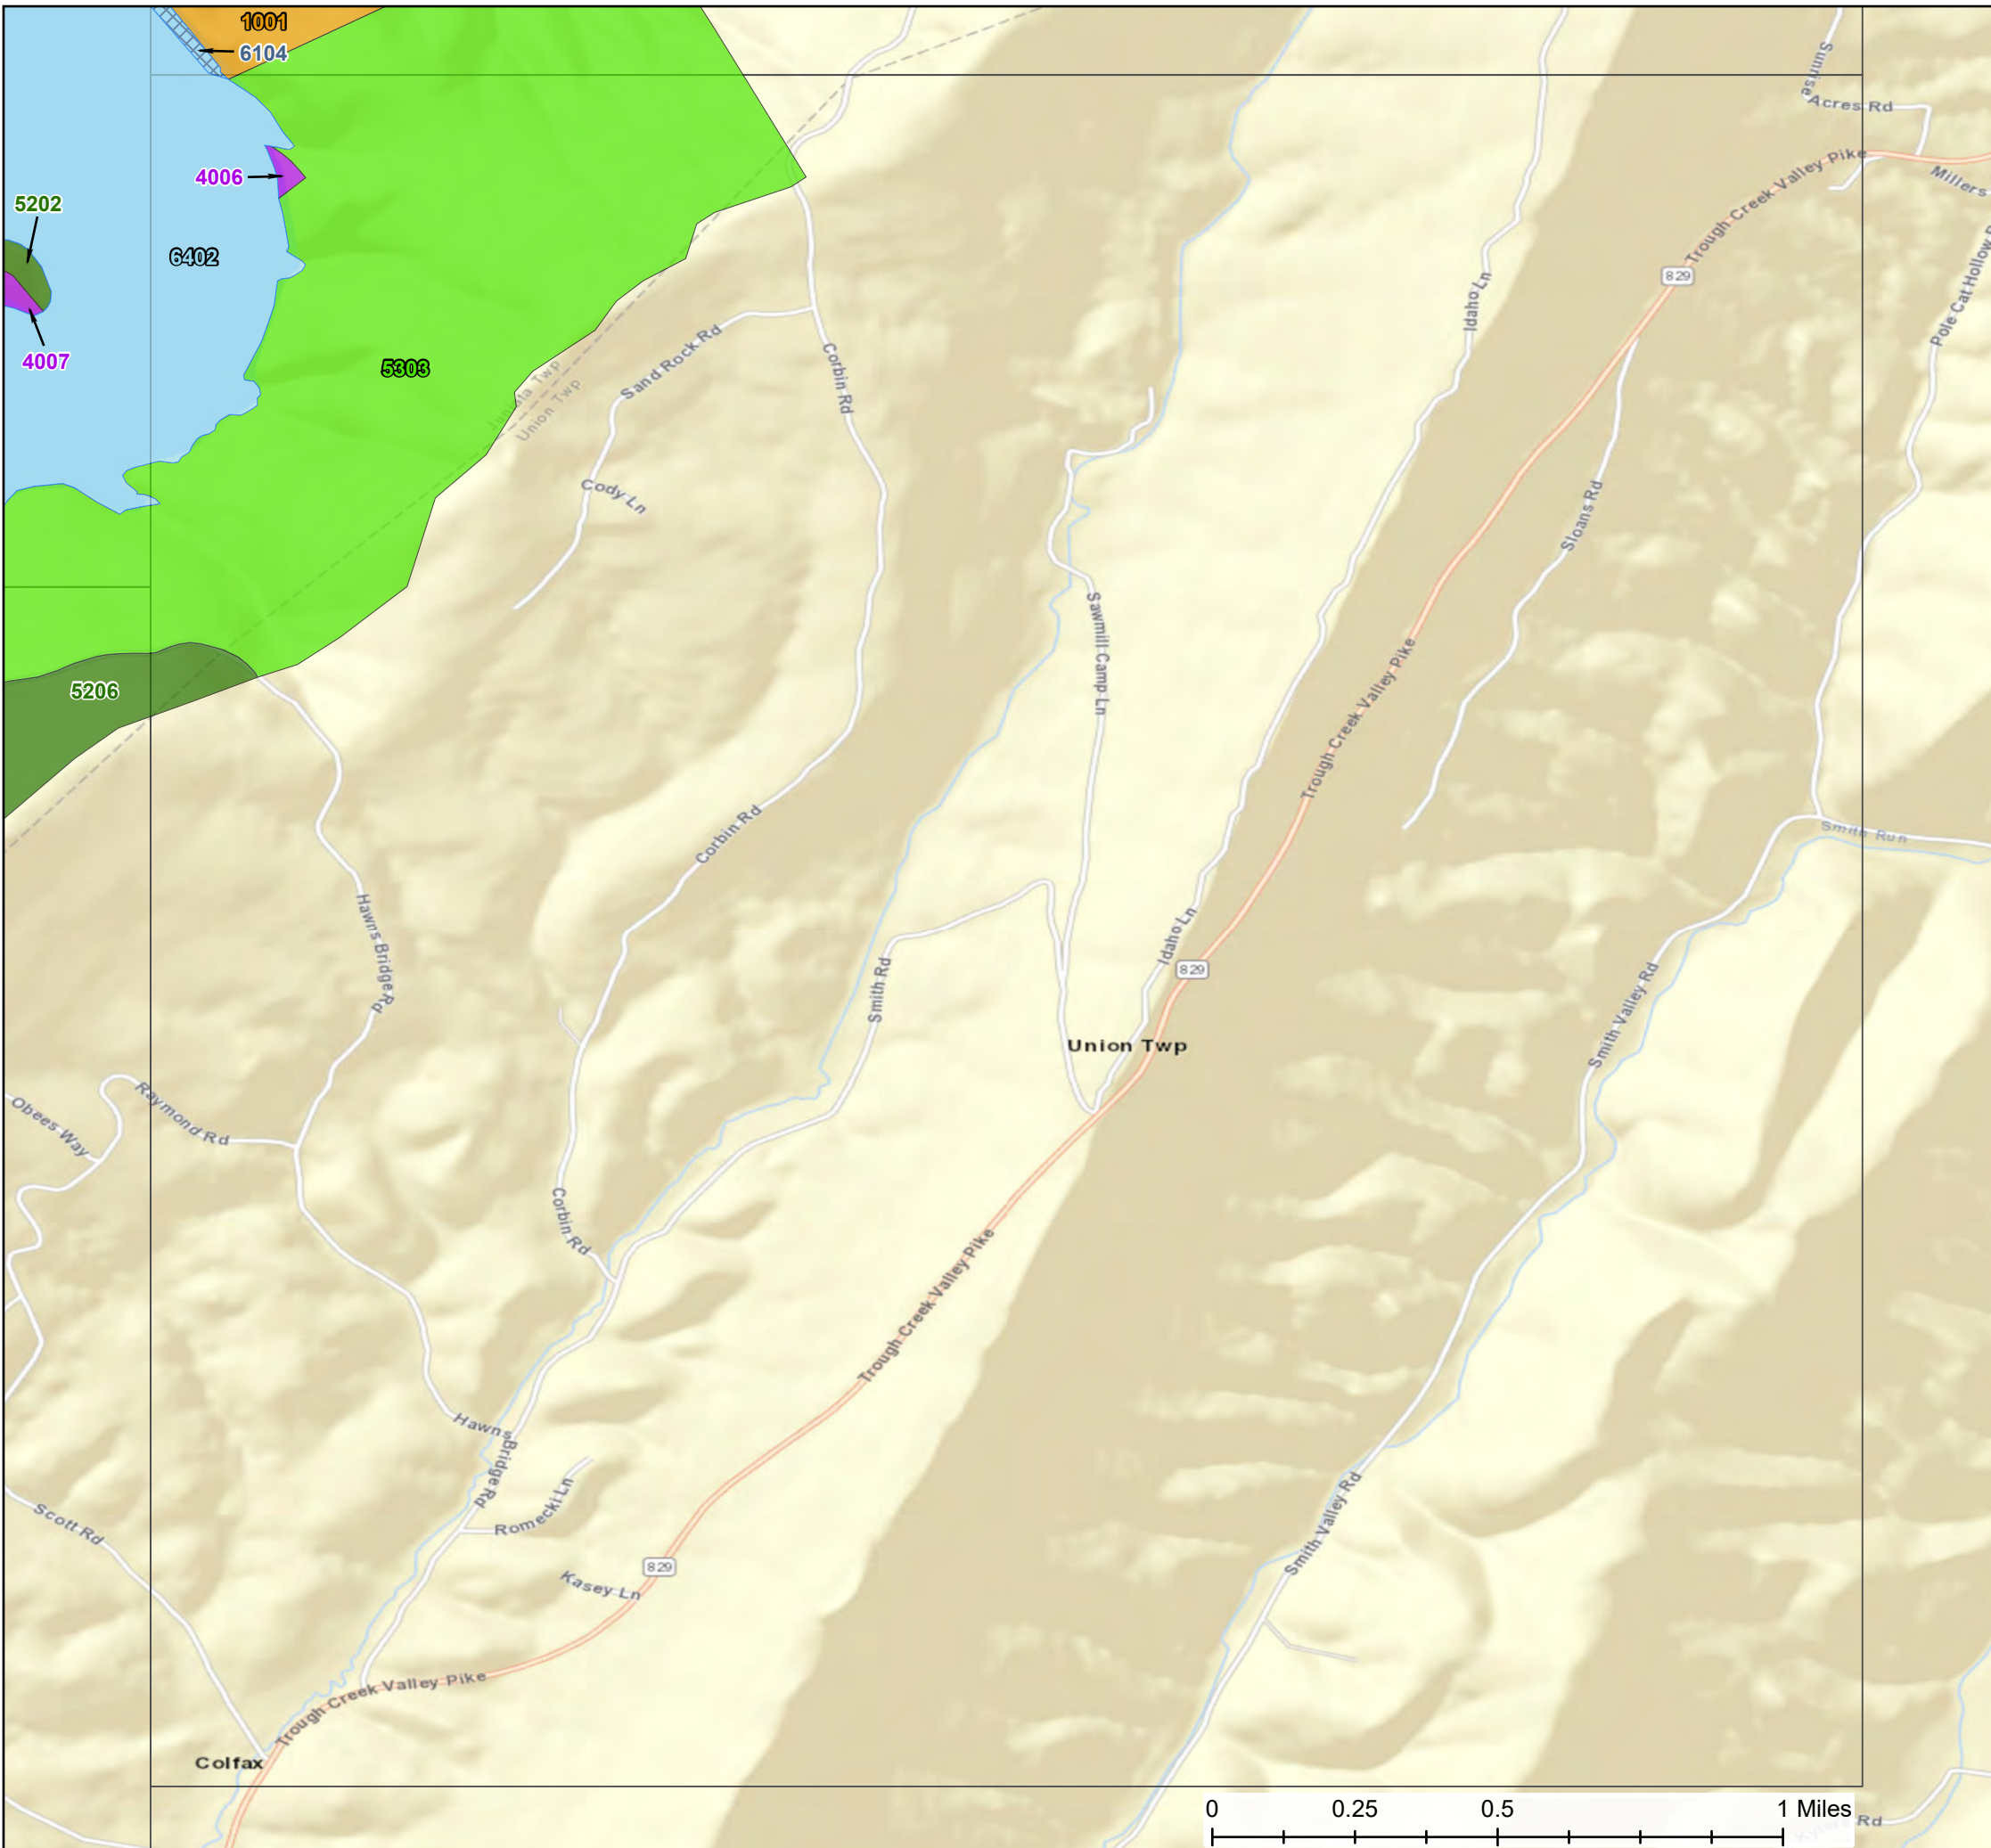 1001
6104
Sunrise
Acres Rd
4006
Trough Creek Valley Pike
Millers
5202
6402
829
4007
Idaho Ln
Pole Cat Hollow
5303
Sand Rock Rd
Corbin Rd
Juniata Twp
Union Twp
Cody Ln
Sloans Rd
Sawmill Camp Ln
5206
Trough Creek Valley Pike
Corbin Rd
Smith Run
Hawns Bridge Rd
Idaho Ln
Smith Rd
829
Smith Valley Rd
Union Twp
Raymond Rd
Obees Way
Corbin Rd
Trough Creek Valley Pike
Hawns Bridge Rd
Romecki Ln
Scott Rd
Smith Valley Rd
829
Kasey Ln
Trough Creek Valley Pike
Colfax
0 0.25 0.5 1 Miles
Rd